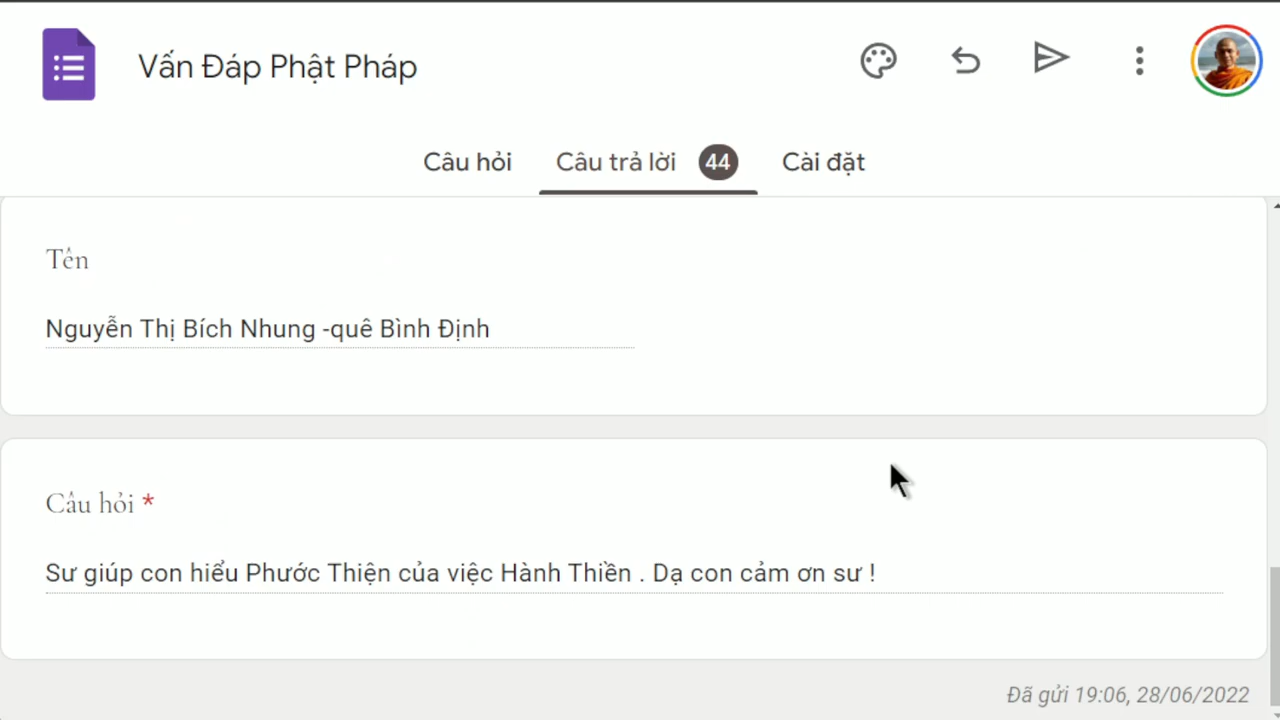 Vấn Đáp Phật Pháp
Câu hỏi Câu trả lời 44 Cài đặt
Tên
Nguyễn Thị Bích Nhung -quê Bình Định
Câu hỏi *
Sư giúp con hiểu Phước Thiện của việc Hành Thiền . Dạ con cảm ơn sư !
Đã gửi 19:06, 28/06/2022